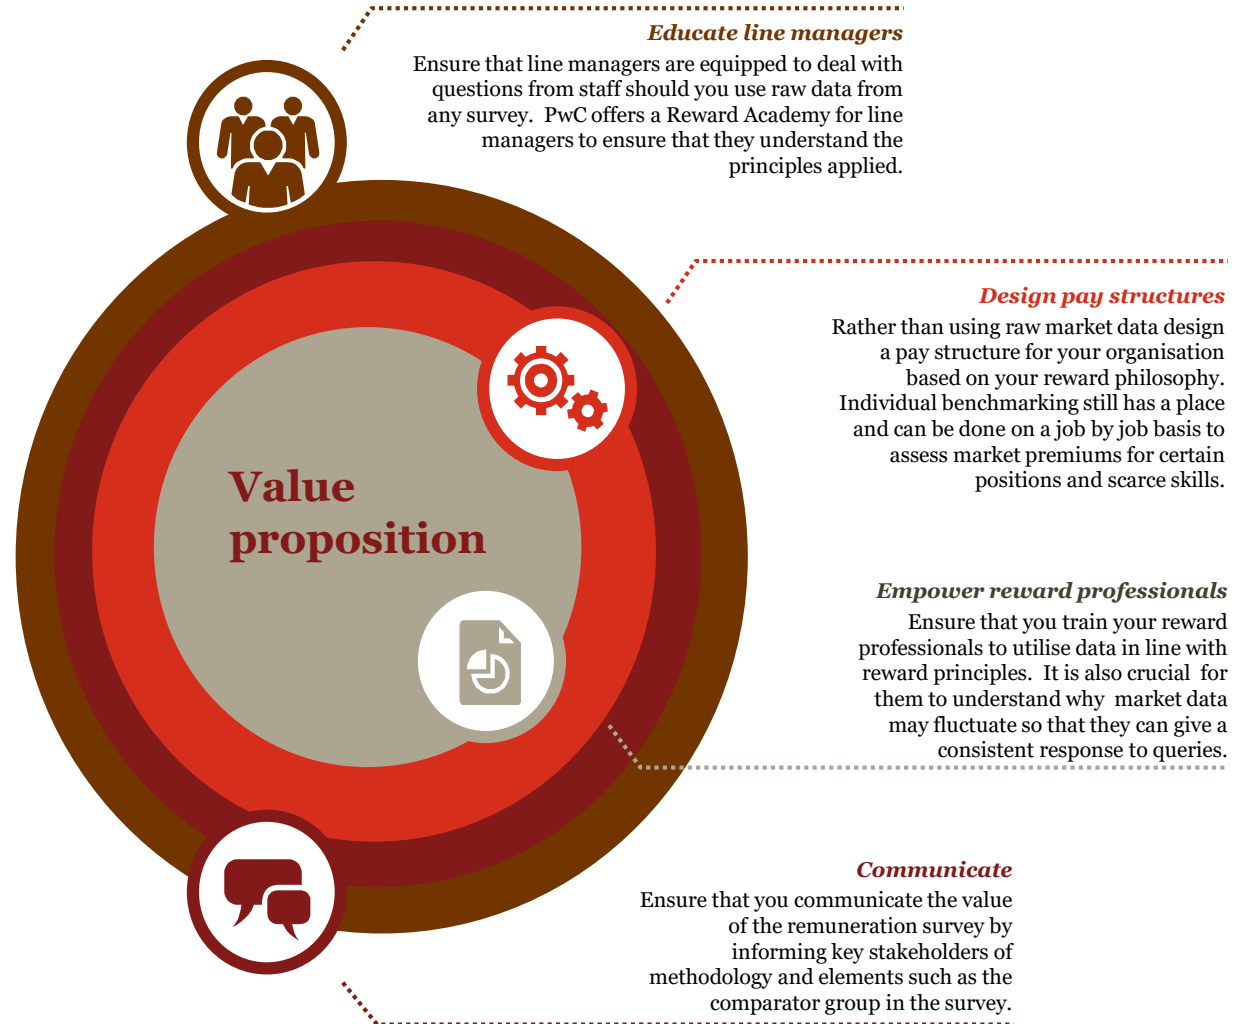 Educate line managers
Ensure that line managers are equipped to deal with
questions from staff should you use raw data from
any survey.  PwC offers a Reward Academy for line
managers to ensure that they understand the
principles applied.
Design pay structures
Rather than using raw market data design
a pay structure for your organisation
based on your reward philosophy.
Individual benchmarking still has a place
and can be done on a job by job basis to
assess market premiums for certain
positions and scarce skills.
Value
proposition
Empower reward professionals
Ensure that you train your reward
professionals to utilise data in line with
reward principles.  It is also crucial  for
them to understand why  market data
may fluctuate so that they can give a
consistent response to queries.
Communicate
Ensure that you communicate the value
of the remuneration survey by
informing key stakeholders of
methodology and elements such as the
comparator group in the survey.